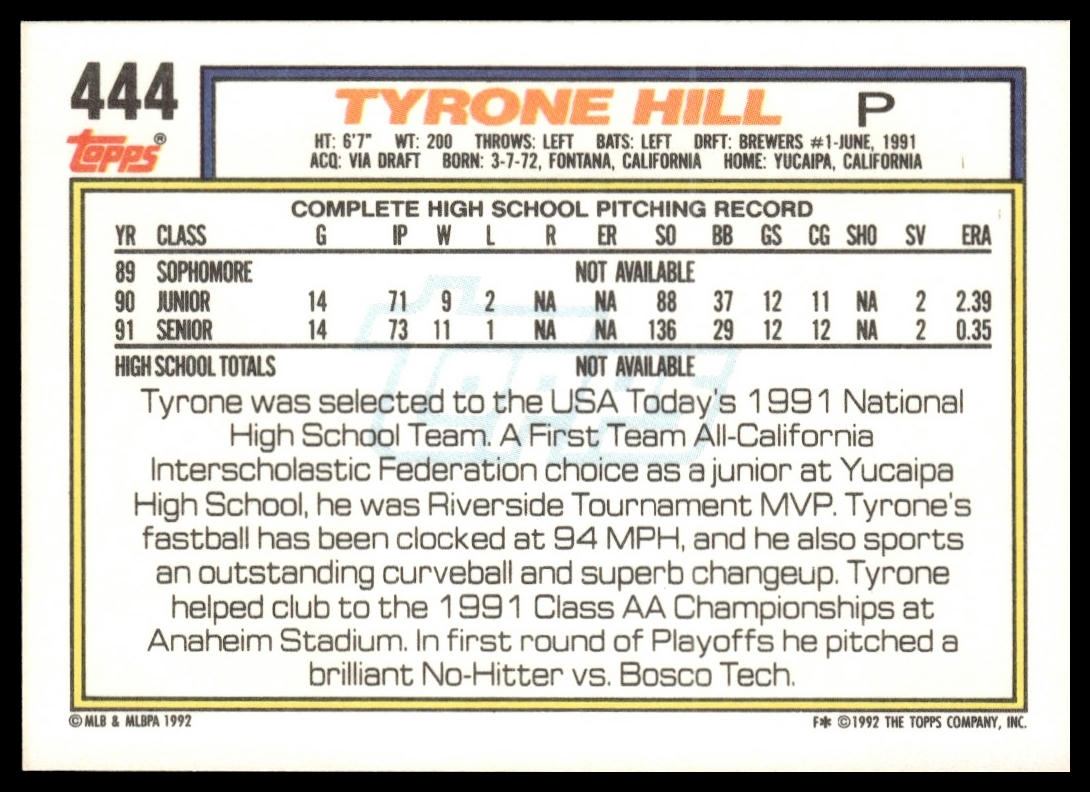 444
TYRONE HILL P
topps®
HT: 6'7" WT: 200 THROWS: LEFT BATS: LEFT DRFT: BREWERS #1-JUNE, 1991
ACQ: VIA DRAFT BORN: 3-7-72, FONTANA, CALIFORNIA HOME: YUCAIPA, CALIFORNIA
COMPLETE HIGH SCHOOL PITCHING RECORD
YR CLASS G IP W L R ER SO BB GS CG SHO SV ERA
89 SOPHOMORE NOT AVAILABLE
90 JUNIOR 14 71 9 2 NA NA 88 37 12 11 NA 2 2.39
91 SENIOR 14 73 11 1 NA NA 136 29 12 12 NA 2 0.35
HIGH SCHOOL TOTALS NOT AVAILABLE
topps
Tyrone was selected to the USA Today's 1991 National
High School Team. A First Team All-California
Interscholastic Federation choice as a junior at Yucaipa
High School, he was Riverside Tournament MVP. Tyrone's
fastball has been clocked at 94 MPH, and he also sports
an outstanding curveball and superb changeup. Tyrone
helped club to the 1991 Class AA Championships at
Anaheim Stadium. In first round of Playoffs he pitched a
brilliant No-Hitter vs. Bosco Tech.
© MLB & MLBPA 1992
F✱ ©1992 THE TOPPS COMPANY, INC.